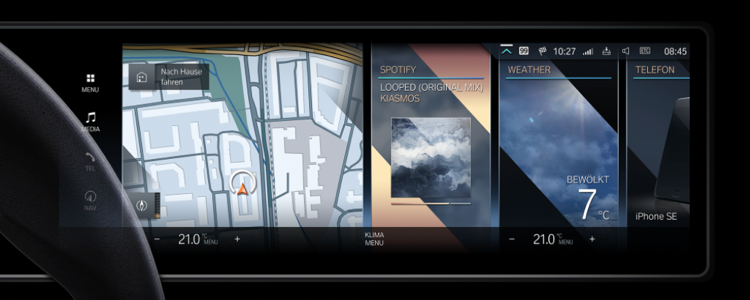 99
10:27
08:45
MENU
MEDIA
TEL
NAV
Nach Hause
fahren
SPOTIFY
LOOPED (ORIGINAL MIX)
KIASMOS
WEATHER
BEWÖLKT
7°C
TELEFON
iPhone SE
− 21.0 °C MENU +
KLIMA
MENU
− 21.0 °C MENU +